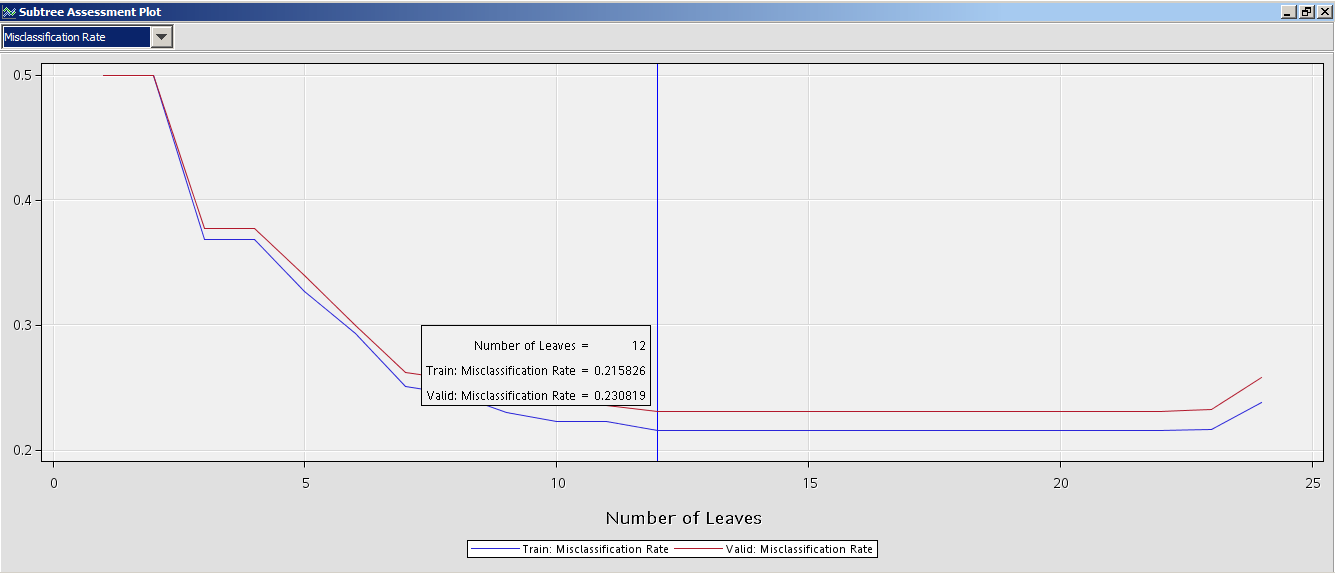 Subtree Assessment Plot
Misclassification Rate
0.5
0.4
0.3
0.2
Number of Leaves = 12
Train: Misclassification Rate = 0.215826
Valid: Misclassification Rate = 0.230819
0 5 10 15 20 25
Number of Leaves
Train: Misclassification Rate Valid: Misclassification Rate